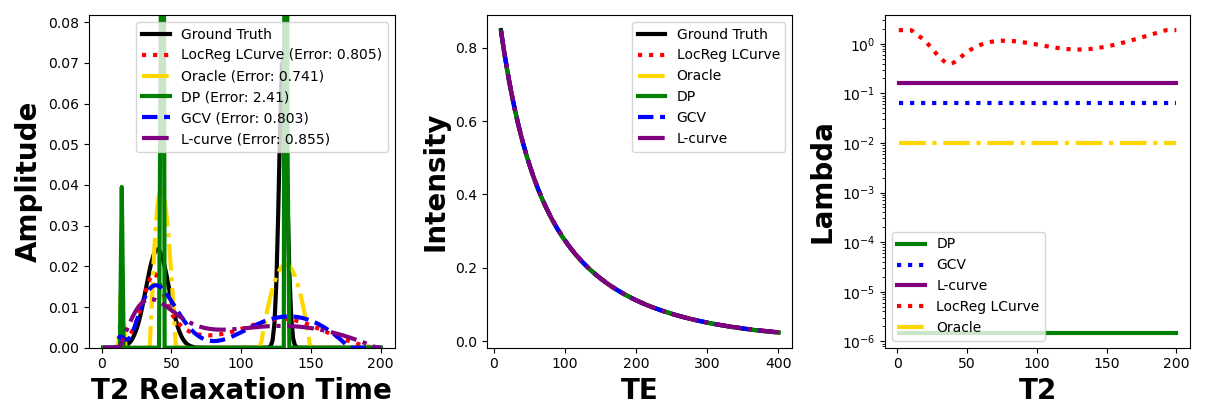 Amplitude
0.08
0.07
0.06
0.05
0.04
0.03
0.02
0.01
0.00
Ground Truth
LocReg LCurve (Error: 0.805)
Oracle (Error: 0.741)
DP (Error: 2.41)
GCV (Error: 0.803)
L-curve (Error: 0.855)
0 50 100 150 200
T2 Relaxation Time
Intensity
0.8
0.6
0.4
0.2
0.0
Ground Truth
LocReg LCurve
Oracle
DP
GCV
L-curve
0 100 200 300 400
TE
Lambda
10⁰
10⁻¹
10⁻²
10⁻³
10⁻⁴
10⁻⁵
10⁻⁶
DP
GCV
L-curve
LocReg LCurve
Oracle
0 50 100 150 200
T2